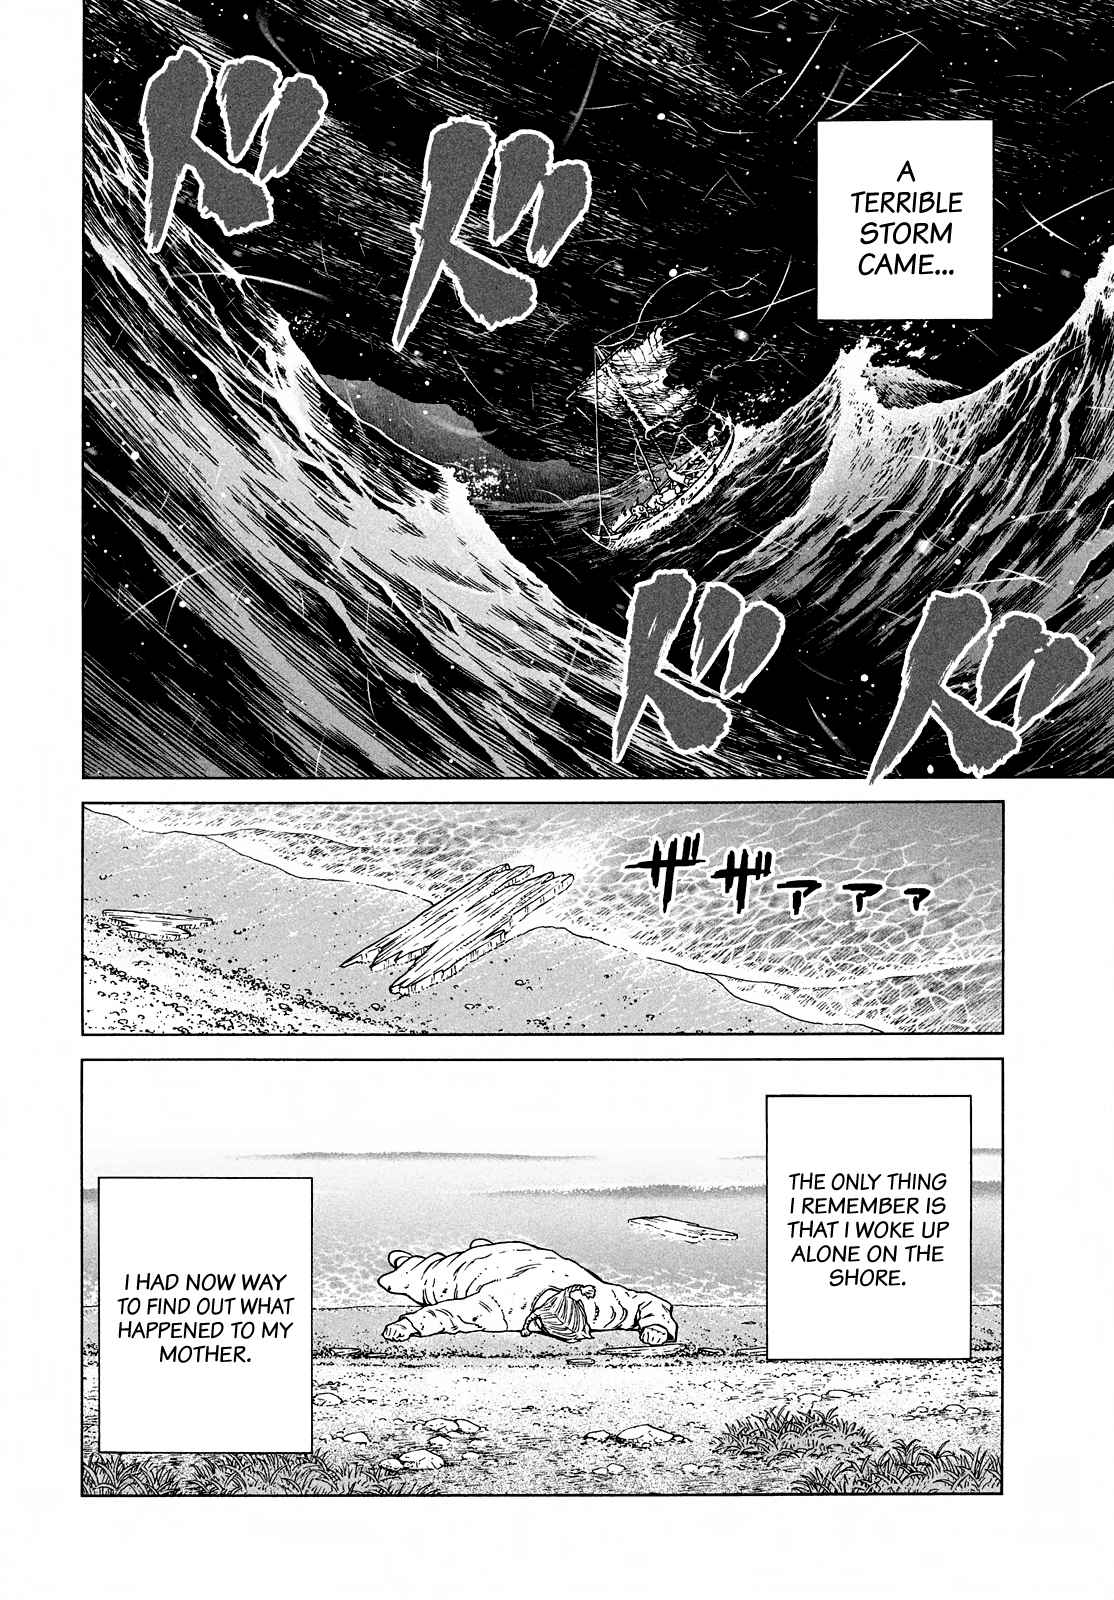 A
TERRIBLE
STORM
CAME...
ド
ド
ド
ド
ザザァァァ
THE ONLY THING
I REMEMBER IS
THAT I WOKE UP
ALONE ON THE
SHORE.
I HAD NOW WAY
TO FIND OUT WHAT
HAPPENED TO MY
MOTHER.